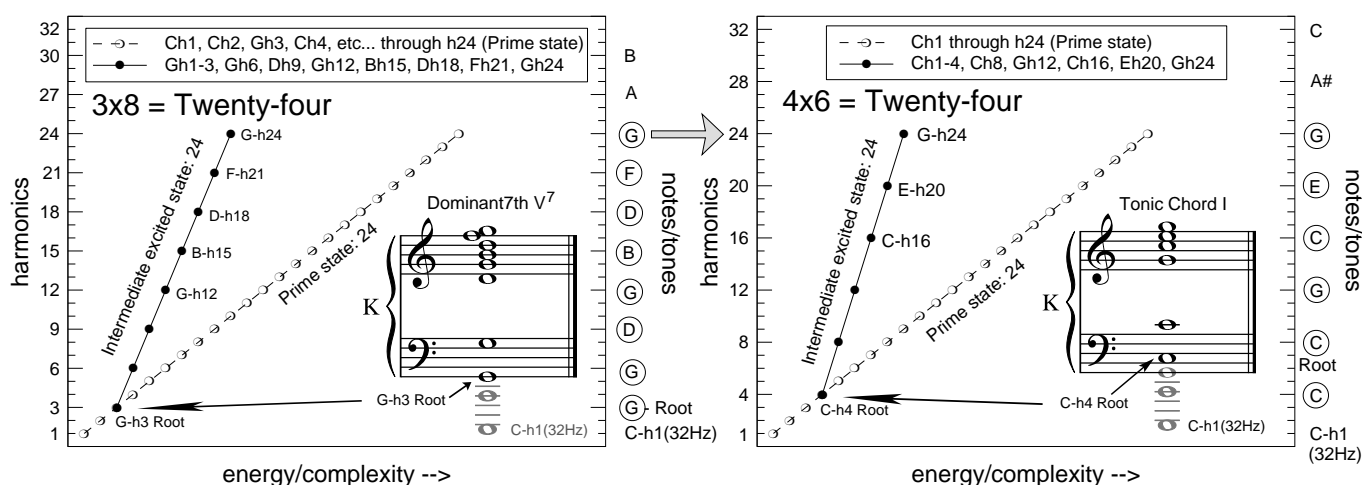 33
30
27
24
21
18
15
12
9
6
3
1
harmonics
Ch1, Ch2, Gh3, Ch4, etc... through h24 (Prime state)
Gh1-3, Gh6, Dh9, Gh12, Bh15, Dh18, Fh21, Gh24
3x8 = Twenty-four
Intermediate excited state: 24
Prime state: 24
G-h24
F-h21
D-h18
B-h15
G-h12
G-h3 Root
Dominant7th V7
K
G-h3 Root
C-h1(32Hz)
B
A
G
F
D
B
G
D
G
G - Root
C-h1(32Hz)
notes/tones
energy/complexity -->
32
28
24
20
16
12
8
4
1
harmonics
Ch1 through h24 (Prime state)
Ch1-4, Ch8, Gh12, Ch16, Eh20, Gh24
4x6 = Twenty-four
Intermediate excited state: 24
Prime state: 24
G-h24
E-h20
C-h16
C-h4 Root
Tonic Chord I
K
C-h4 Root
C-h1(32Hz)
C
A#
G
E
C
G
C
Root
C
C-h1
(32Hz)
notes/tones
energy/complexity -->